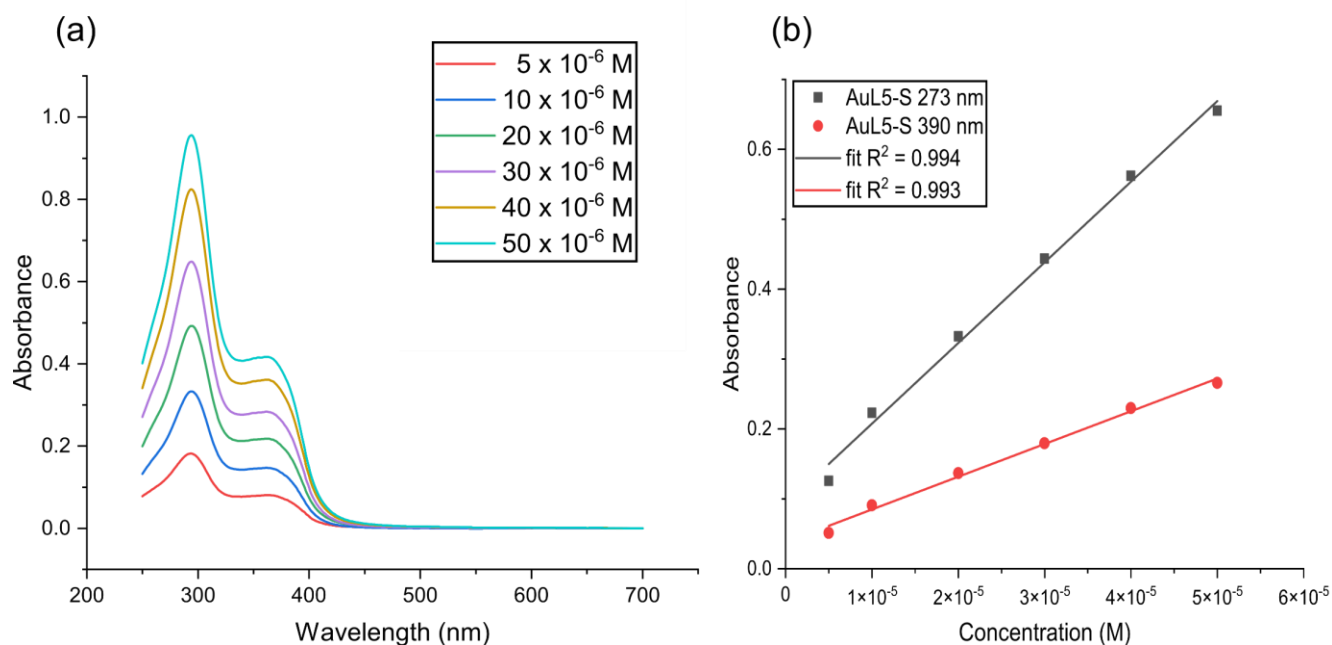 (a)
5 x 10⁻⁶ M
10 x 10⁻⁶ M
20 x 10⁻⁶ M
30 x 10⁻⁶ M
40 x 10⁻⁶ M
50 x 10⁻⁶ M
1.0
0.8
0.6
0.4
0.2
0.0
Absorbance
200
300
400
500
600
700
Wavelength (nm)
(b)
AuL5-S 273 nm
AuL5-S 390 nm
fit R² = 0.994
fit R² = 0.993
0.6
0.4
0.2
0.0
Absorbance
0
1×10⁻⁵
2×10⁻⁵
3×10⁻⁵
4×10⁻⁵
5×10⁻⁵
6×10⁻⁵
Concentration (M)